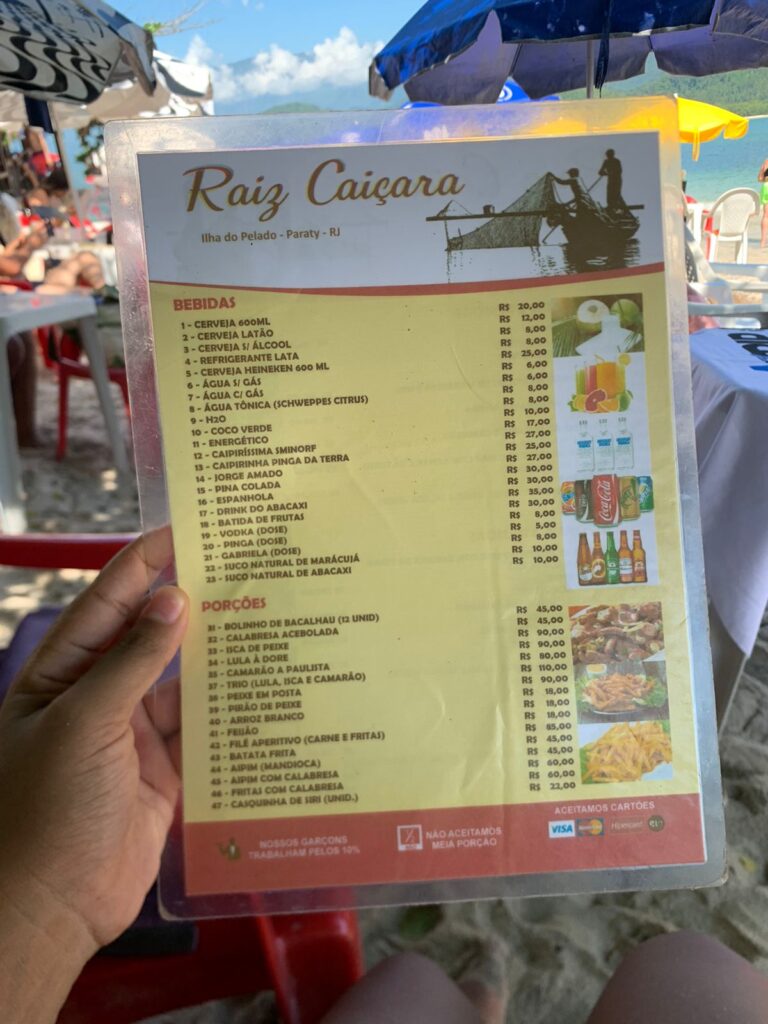 Raiz Caiçara
Ilha do Pelado - Paraty - RJ
BEBIDAS
1 - CERVEJA 600ML R$ 20,00
2 - CERVEJA LATÃO R$ 12,00
3 - CERVEJA S/ ÁLCOOL R$ 8,00
4 - REFRIGERANTE LATA R$ 8,00
5 - CERVEJA HEINEKEN 600 ML R$ 25,00
6 - ÁGUA S/ GÁS R$ 6,00
7 - ÁGUA C/ GÁS R$ 6,00
8 - ÁGUA TÔNICA (SCHWEPPES CITRUS) R$ 8,00
9 - H2O R$ 8,00
10 - COCO VERDE R$ 10,00
11 - ENERGÉTICO R$ 17,00
12 - CAIPIRÍSSIMA SMINORF R$ 27,00
13 - CAIPIRINHA PINGA DA TERRA R$ 25,00
14 - JORGE AMADO R$ 27,00
15 - PINA COLADA R$ 30,00
16 - ESPANHOLA R$ 30,00
17 - DRINK DO ABACAXI R$ 35,00
18 - BATIDA DE FRUTAS R$ 30,00
19 - VODKA (DOSE) R$ 8,00
20 - PINGA (DOSE) R$ 5,00
21 - GABRIELA (DOSE) R$ 8,00
22 - SUCO NATURAL DE MARÁCUJÁ R$ 10,00
23 - SUCO NATURAL DE ABACAXI R$ 10,00
PORÇÕES
31 - BOLINHO DE BACALHAU (12 UNID) R$ 45,00
32 - CALABRESA ACEBOLADA R$ 45,00
33 - ISCA DE PEIXE R$ 90,00
34 - LULA À DORE R$ 90,00
35 - CAMARÃO A PAULISTA R$ 80,00
37 - TRIO (LULA, ISCA E CAMARÃO) R$ 110,00
38 - PEIXE EM POSTA R$ 90,00
39 - PIRÃO DE PEIXE R$ 18,00
40 - ARROZ BRANCO R$ 18,00
41 - FEIJÃO R$ 18,00
42 - FILÉ APERITIVO (CARNE E FRITAS) R$ 85,00
43 - BATATA FRITA R$ 45,00
44 - AIPIM (MANDIOCA) R$ 45,00
45 - AIPIM COM CALABRESA R$ 60,00
46 - FRITAS COM CALABRESA R$ 60,00
47 - CASQUINHA DE SIRI (UNID.) R$ 22,00
NOSSOS GARÇONS
TRABALHAM PELOS 10%
NÃO ACEITAMOS
MEIA PORÇÃO
ACEITAMOS CARTÕES
VISA MasterCard Hipercard elo
Coca-Cola